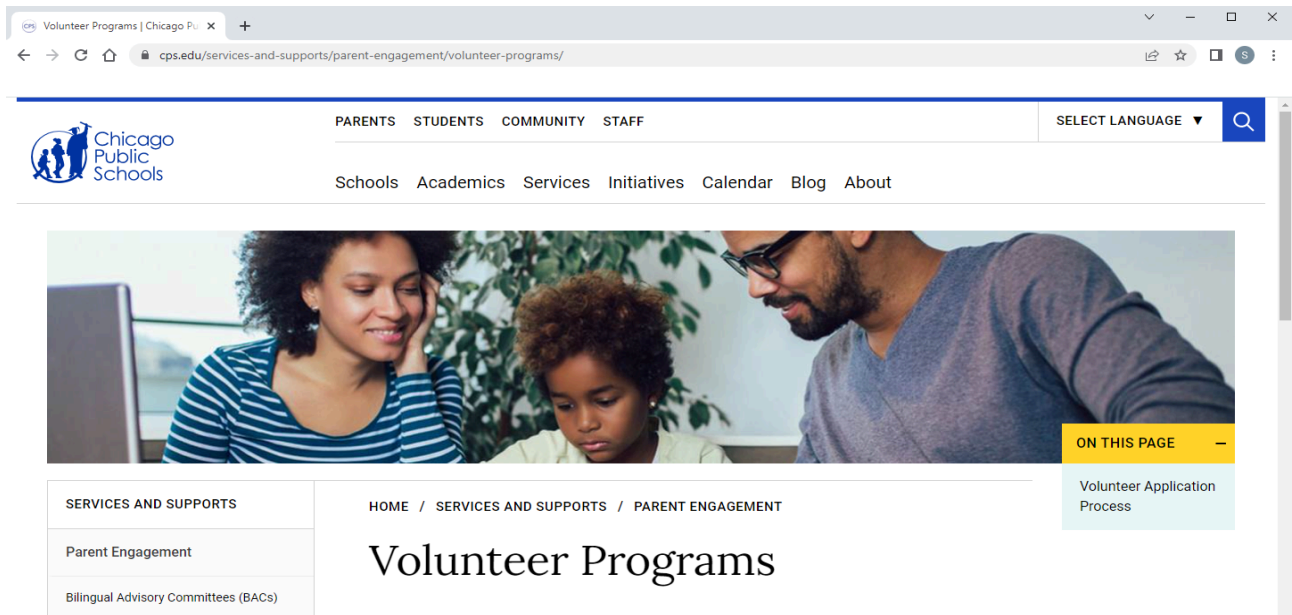 Volunteer Programs | Chicago Pu
cps.edu/services-and-supports/parent-engagement/volunteer-programs/
S
Chicago
Public
Schools
PARENTS STUDENTS COMMUNITY STAFF
SELECT LANGUAGE ▼
Schools Academics Services Initiatives Calendar Blog About
ON THIS PAGE
Volunteer Application
Process
SERVICES AND SUPPORTS
Parent Engagement
Bilingual Advisory Committees (BACs)
HOME / SERVICES AND SUPPORTS / PARENT ENGAGEMENT
Volunteer Programs